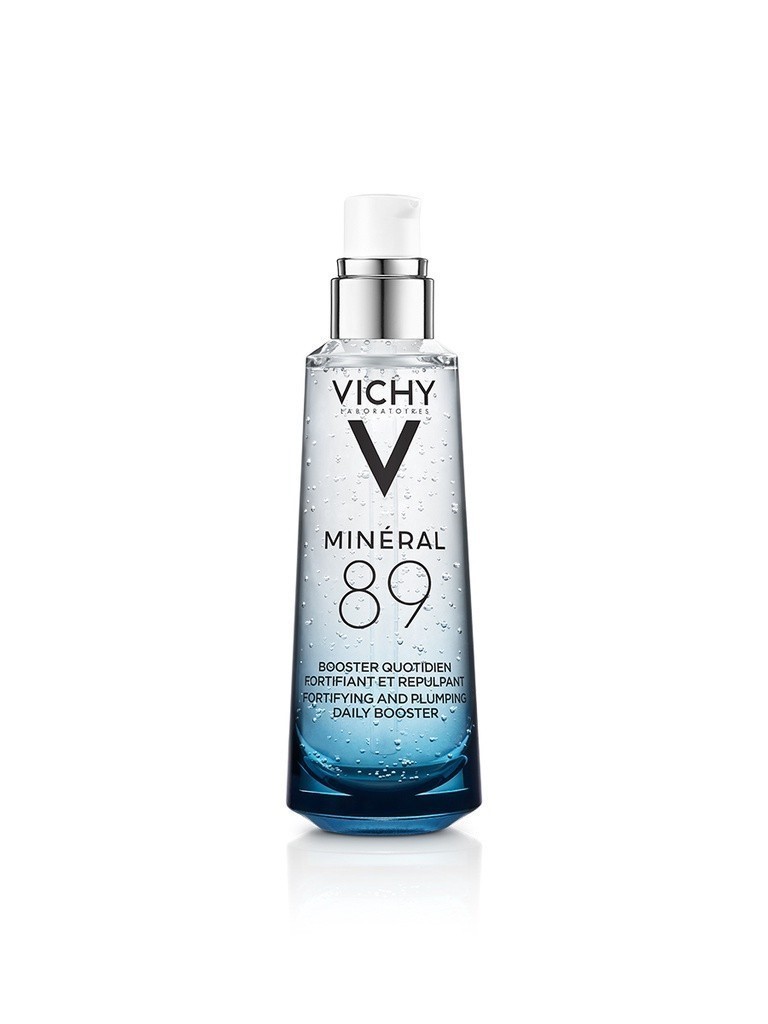 VICHY
LABORATOIRES
V
MINÉRAL
89
BOOSTER QUOTIDIEN
FORTIFIANT ET REPULPANT
FORTIFYING AND PLUMPING
DAILY BOOSTER